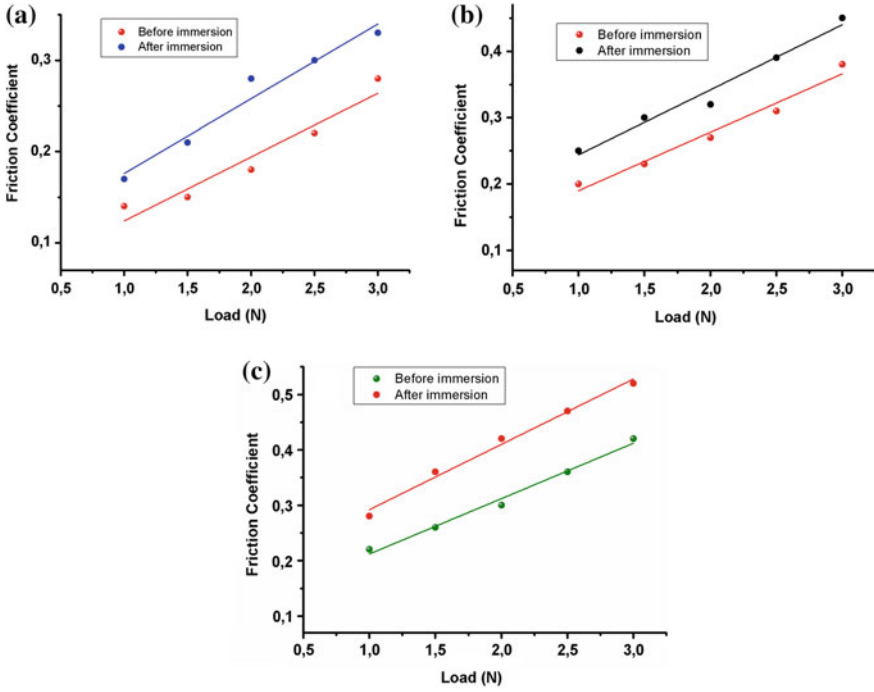 (a)
Before immersion
After immersion
Friction Coefficient
0,3
0,2
0,1
0,5 1,0 1,5 2,0 2,5 3,0
Load (N)
(b)
Before immersion
After immersion
Friction Coefficient
0,4
0,3
0,2
0,1
0,5 1,0 1,5 2,0 2,5 3,0
Load (N)
(c)
Before immersion
After immersion
Friction Coefficient
0,5
0,4
0,3
0,2
0,1
0,5 1,0 1,5 2,0 2,5 3,0
Load (N)